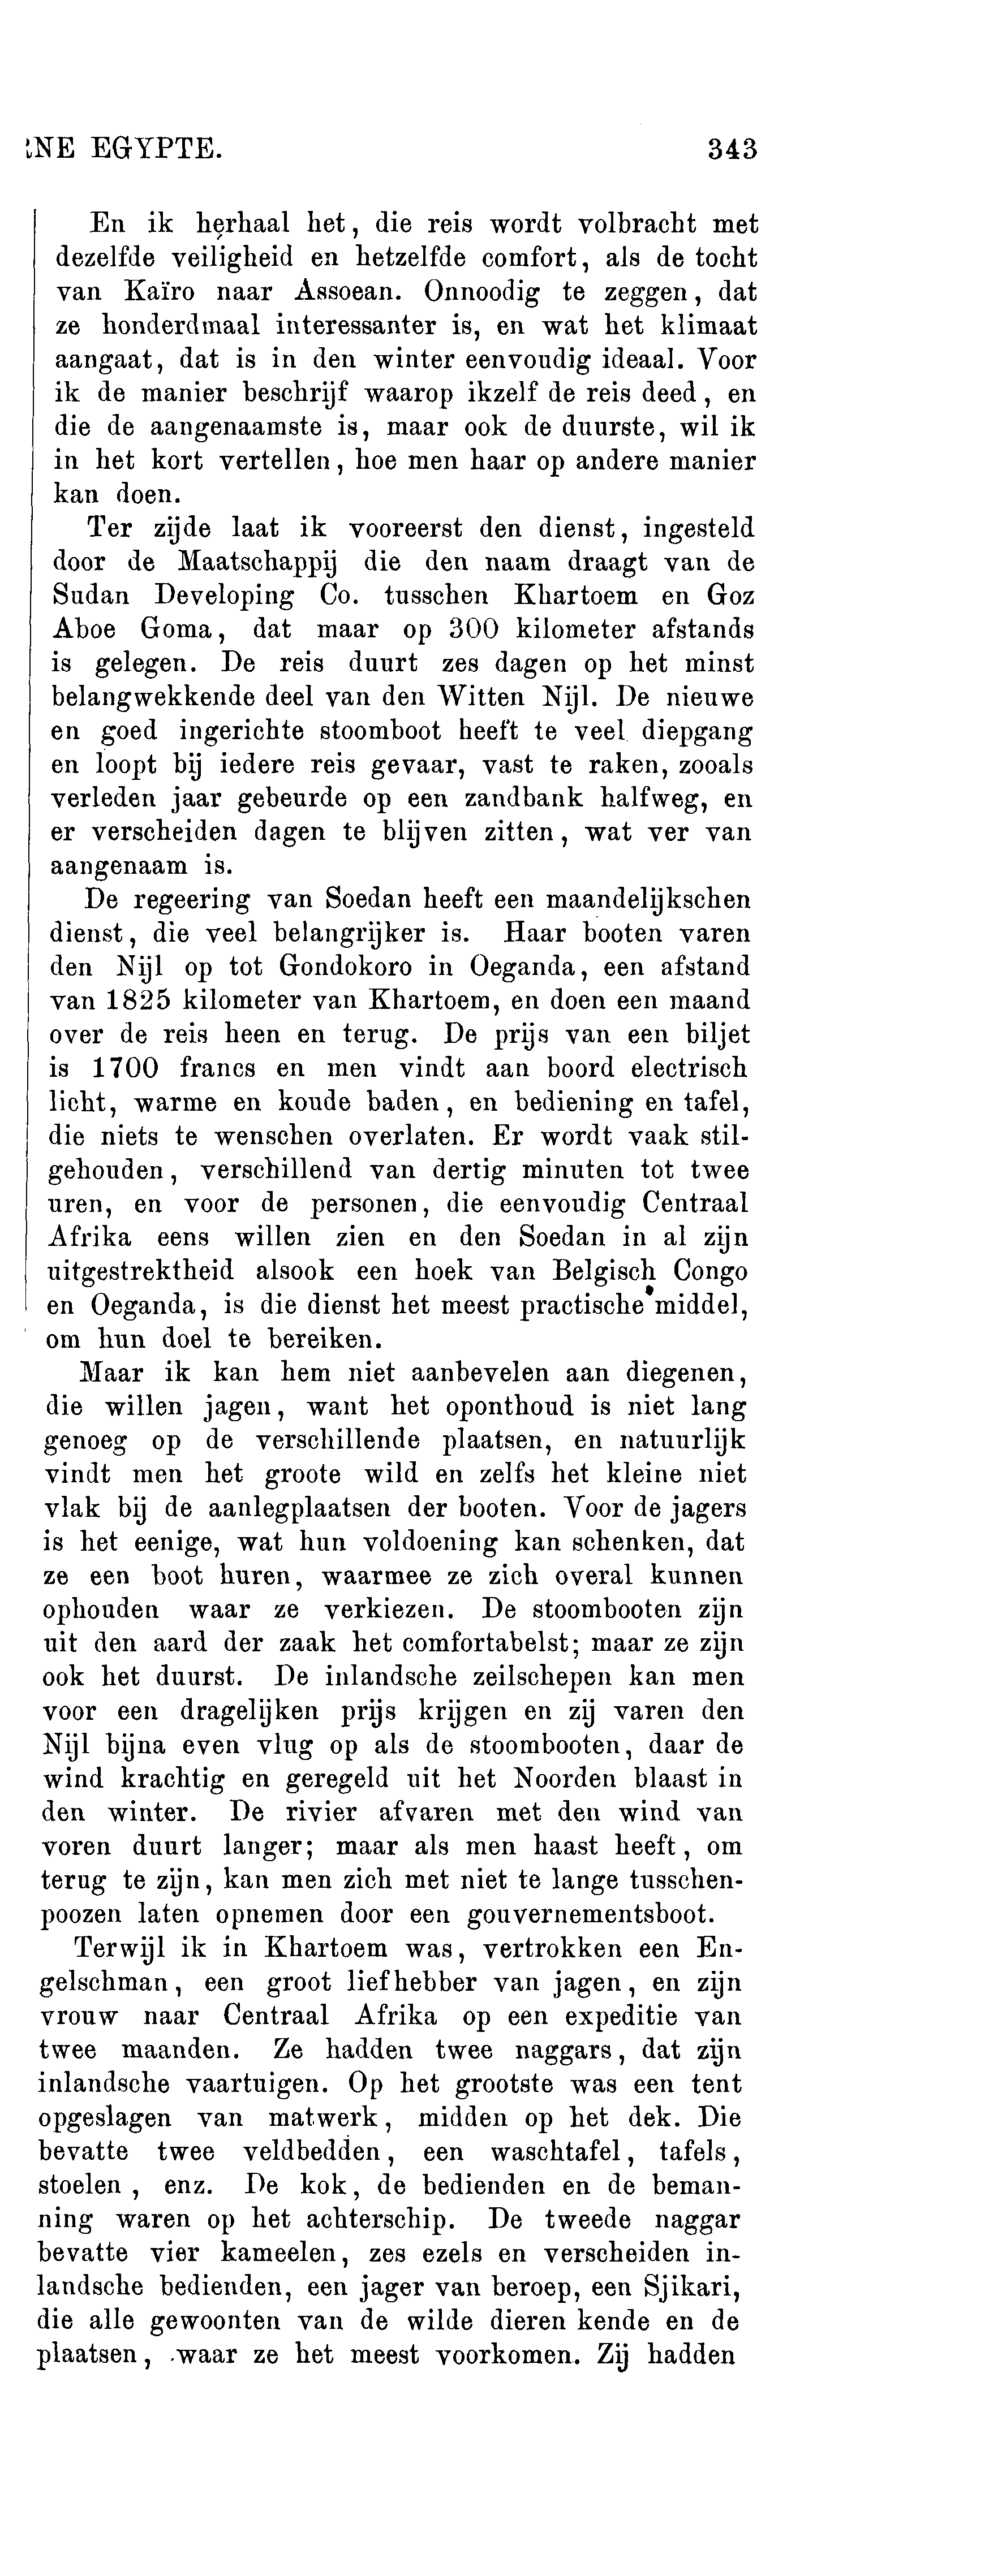 NE EGYPTE. 343
En ik herhaal het, die reis wordt volbracht met
dezelfde veiligheid en hetzelfde comfort, als de tocht
van Kaïro naar Assoean. Onnoodig te zeggen, dat
ze honderdmaal interessanter is, en wat het klimaat
aangaat, dat is in den winter eenvoudig ideaal. Voor
ik de manier beschrijf waarop ikzelf de reis deed, en
die de aangenaamste is, maar ook de duurste, wil ik
in het kort vertellen, hoe men haar op andere manier
kan doen.
Ter zijde laat ik vooreerst den dienst, ingesteld
door de Maatschappij die den naam draagt van de
Sudan Developing Co. tusschen Khartoem en Goz
Aboe Goma, dat maar op 300 kilometer afstands
is gelegen. De reis duurt zes dagen op het minst
belangwekkende deel van den Witten Nijl. De nieuwe
en goed ingerichte stoomboot heeft te veel diepgang
en loopt bij iedere reis gevaar, vast te raken, zooals
verleden jaar gebeurde op een zandbank halfweg, en
er verscheiden dagen te blijven zitten, wat ver van
aangenaam is.
De regeering van Soedan heeft een maandelijkschen
dienst, die veel belangrijker is. Haar booten varen
den Nijl op tot Gondokoro in Oeganda, een afstand
van 1825 kilometer van Khartoem, en doen een maand
over de reis heen en terug. De prijs van een biljet
is 1700 francs en men vindt aan boord electrisch
licht, warme en koude baden, en bediening en tafel,
die niets te wenschen overlaten. Er wordt vaak stil-
gehouden, verschillend van dertig minuten tot twee
uren, en voor de personen, die eenvoudig Centraal
Afrika eens willen zien en den Soedan in al zijn
uitgestrektheid alsook een hoek van Belgisch Congo
en Oeganda, is die dienst het meest practische middel,
om hun doel te bereiken.
Maar ik kan hem niet aanbevelen aan diegenen,
die willen jagen, want het oponthoud is niet lang
genoeg op de verschillende plaatsen, en natuurlijk
vindt men het groote wild en zelfs het kleine niet
vlak bij de aanlegplaatsen der booten. Voor de jagers
is het eenige, wat hun voldoening kan schenken, dat
ze een boot huren, waarmee ze zich overal kunnen
ophouden waar ze verkiezen. De stoombooten zijn
uit den aard der zaak het comfortabelst; maar ze zijn
ook het duurst. De inlandsche zeilschepen kan men
voor een dragelijken prijs krijgen en zij varen den
Nijl bijna even vlug op als de stoombooten, daar de
wind krachtig en geregeld uit het Noorden blaast in
den winter. De rivier afvaren met den wind van
voren duurt langer; maar als men haast heeft, om
terug te zijn, kan men zich met niet te lange tusschen-
poozen laten opnemen door een gouvernementsboot.
Terwijl ik in Khartoem was, vertrokken een En-
gelschman, een groot liefhebber van jagen, en zijn
vrouw naar Centraal Afrika op een expeditie van
twee maanden. Ze hadden twee naggars, dat zijn
inlandsche vaartuigen. Op het grootste was een tent
opgeslagen van matwerk, midden op het dek. Die
bevatte twee veldbedden, een waschtafel, tafels,
stoelen, enz. De kok, de bedienden en de beman-
ning waren op het achterschip. De tweede naggar
bevatte vier kameelen, zes ezels en verscheiden in-
landsche bedienden, een jager van beroep, een Sjikari,
die alle gewoonten van de wilde dieren kende en de
plaatsen, waar ze het meest voorkomen. Zij hadden